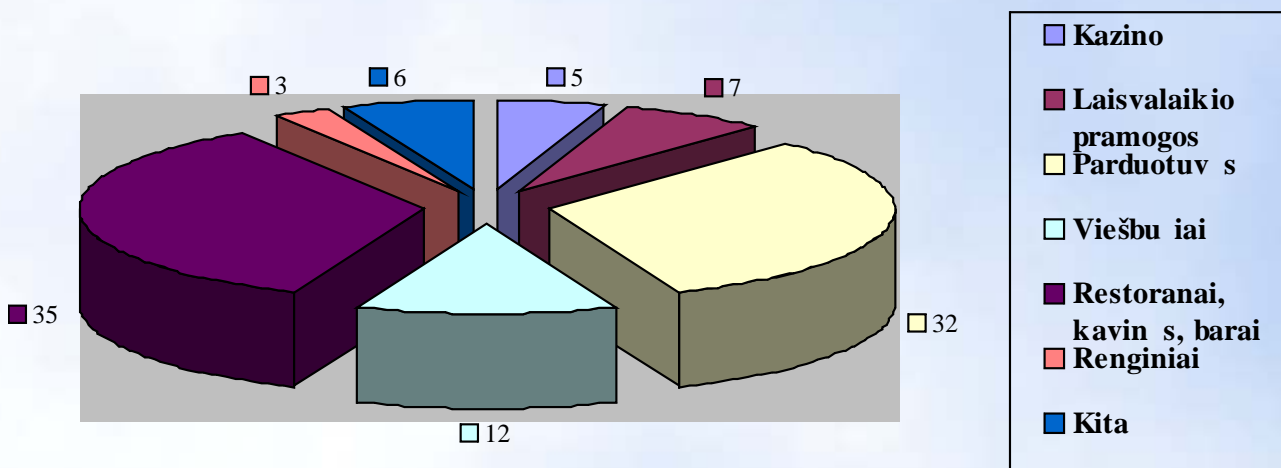 3
6
5
7
35
32
12
Kazino
Laisvalaikio
pramogos
Parduotuv s
Viešbu iai
Restoranai,
kavin s, barai
Renginiai
Kita